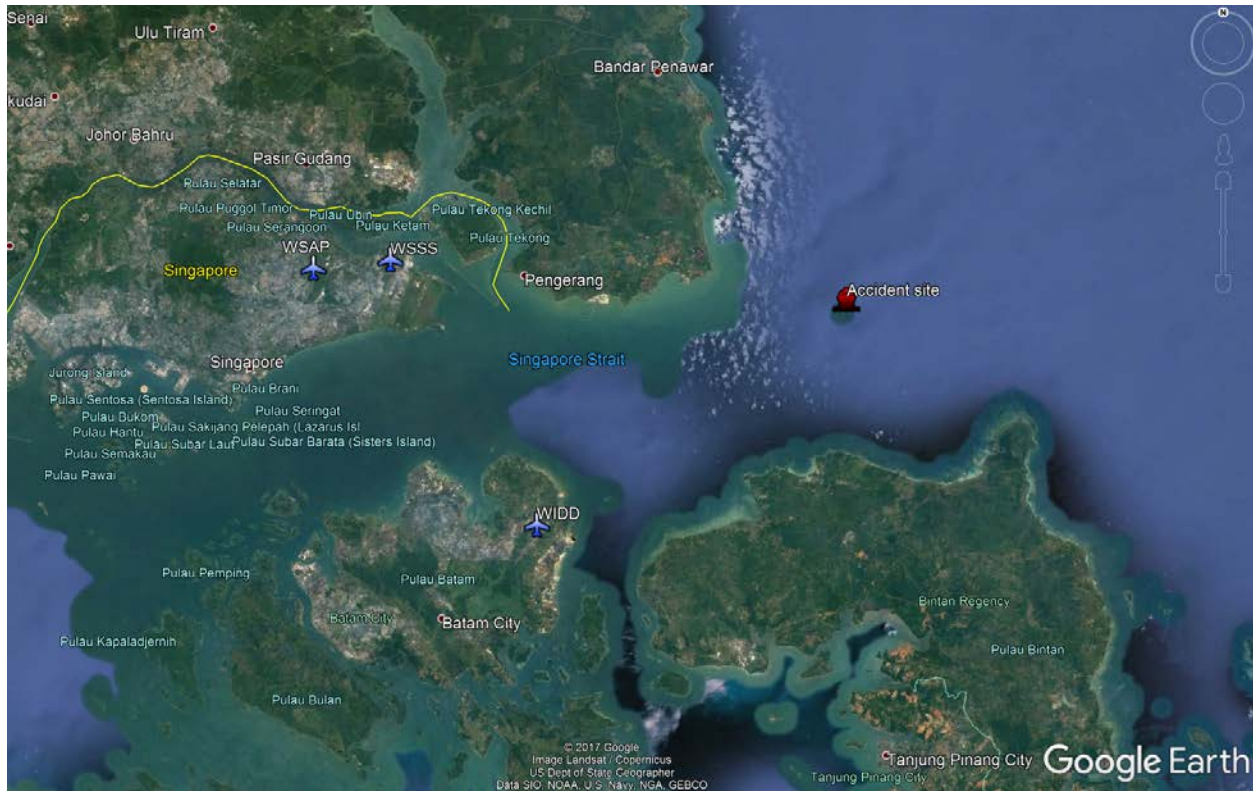 Senai
Ulu Tiram
N
Bandar Penawar
kudai
Johor Bahru
Pasir Gudang
Pulau Selatar
Pulau Puggol Timor
Pulau Ubin
Pulau Tekong Kechil
Pulau Serangoon
Pulau Ketam
Pulau Tekong
WSAP
WSSS
Singapore
Pengerang
Accident site
Singapore Strait
Singapore
Jurong Island
Pulau Brani
Pulau Sentosa (Sentosa Island)
Pulau Seringat
Pulau Bukom
Pulau Sakijang Pelepah (Lazarus Isl
Pulau Hantu
Pulau Subar Laut
Pulau Subar Barata (Sisters Island)
Pulau Semakau
Pulau Pawai
WIDD
Pulau Pemping
Pulau Batam
Batam City
Batam City
Bintan Regency
Pulau Kapaladjernih
Pulau Bintan
Pulau Bulan
© 2017 Google
Image Landsat / Copernicus
US Dept of State Geographer
Data SIO, NOAA, U.S. Navy, NGA, GEBCO
Tanjung Pinang City
Tanjung Pinang City
Google Earth